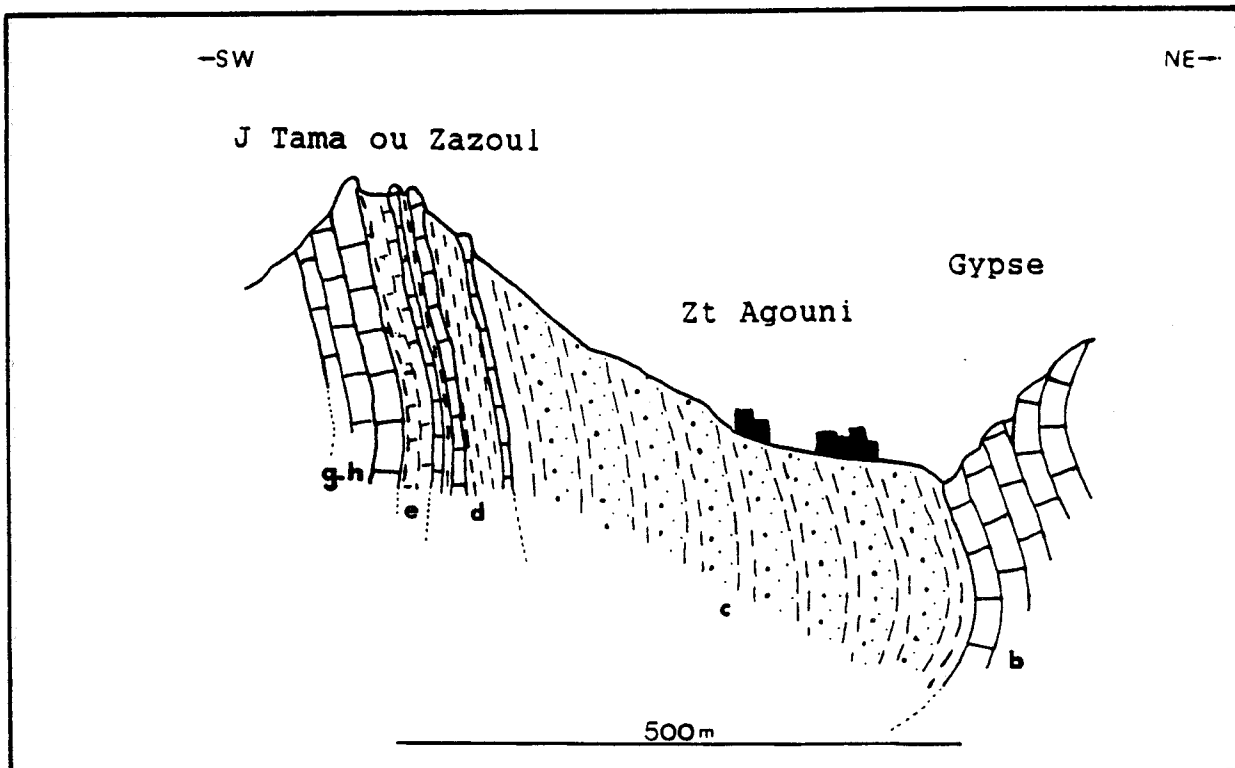 ←SW NE→
J Tama ou Zazoul
Gypse
Zt Agouni
g-h
e d
c
b
500m